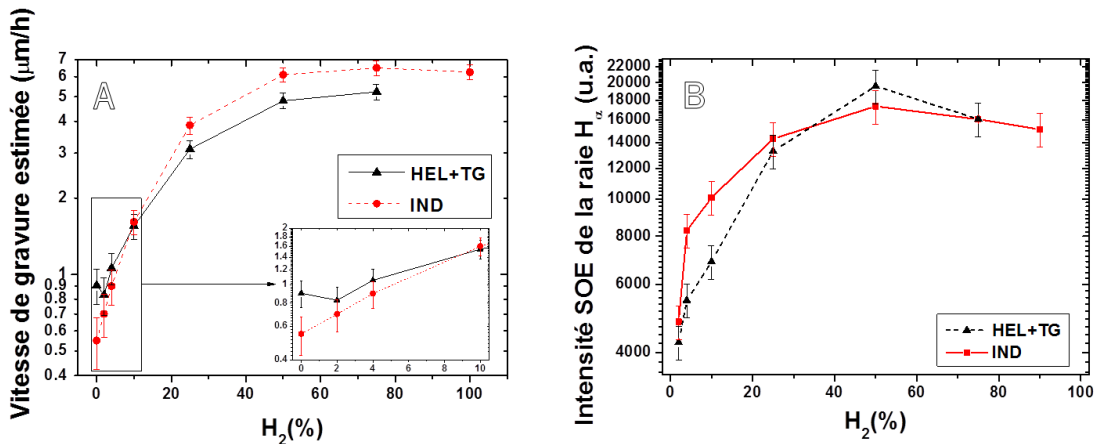 A
Vitesse de gravure estimée (μm/h)
7
6
5
4
3
2
1
0.9
0.8
0.7
0.6
0.5
0.4
HEL+TG
IND
2
1.8
1.6
1.4
1.2
1
0.8
0.6
0.4
0 2 4 6 8 10
0 20 40 60 80 100
H2(%)
B
Intensité SOE de la raie Hα (u.a.)
22000
20000
18000
16000
14000
12000
10000
8000
6000
4000
HEL+TG
IND
0 20 40 60 80 100
H2(%)